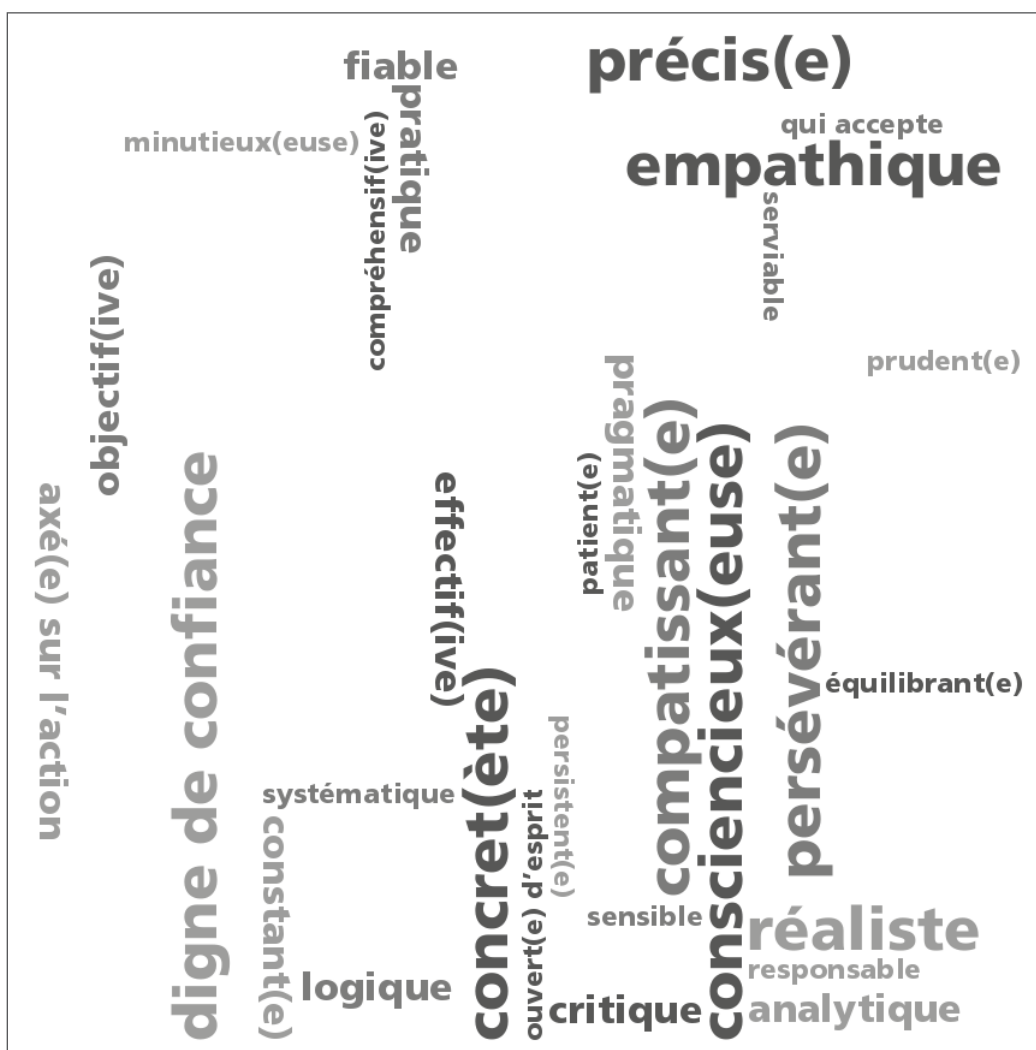 fiable
précis(e)
pratique
compréhensif(ive)
qui accepte
minutieux(euse)
empathique
serviable
objectif(ive)
prudent(e)
pragmatique
compatissant(e)
consciencieux(euse)
persévérant(e)
patient(e)
digne de confiance
effectif(ive)
axé(e) sur l’action
concret(ète)
équilibrant(e)
persistent(e)
systématique
ouvert(e) d’esprit
constant(e)
sensible
réaliste
responsable
logique
critique
analytique